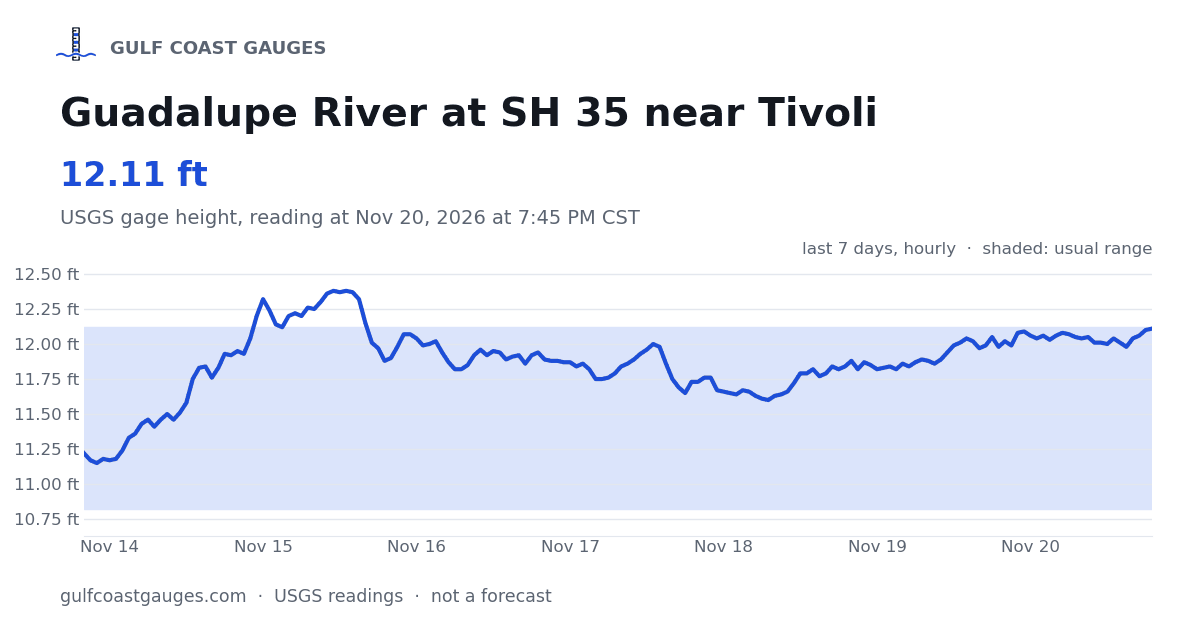 GULF COAST GAUGES
Guadalupe River at SH 35 near Tivoli
12.11 ft
USGS gage height, reading at Nov 20, 2026 at 7:45 PM CST
last 7 days, hourly · shaded: usual range
12.50 ft
12.25 ft
12.00 ft
11.75 ft
11.50 ft
11.25 ft
11.00 ft
10.75 ft
Nov 14 Nov 15 Nov 16 Nov 17 Nov 18 Nov 19 Nov 20
gulfcoastgauges.com · USGS readings · not a forecast